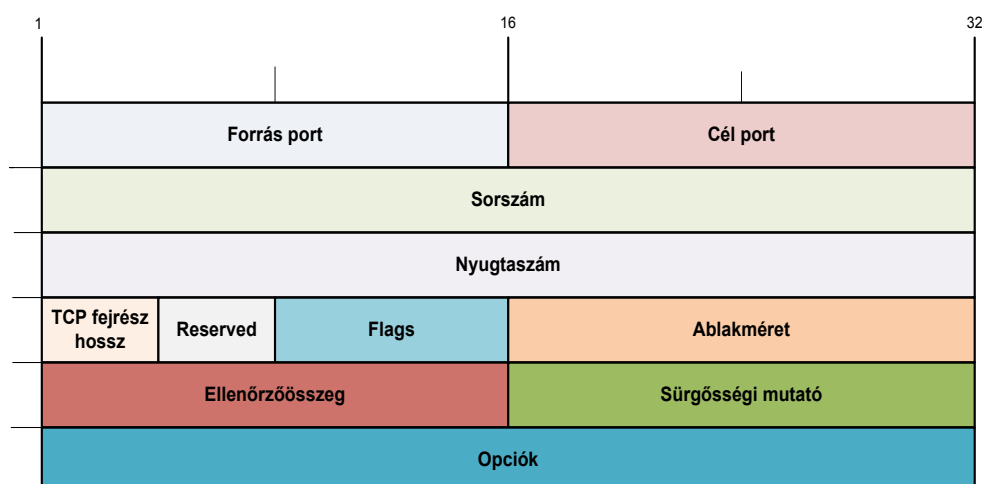 1 16 32
Forrás port Cél port
Sorszám
Nyugtaszám
TCP fejrész
hossz
Reserved
Flags
Ablakméret
Ellenőrzőösszeg Sürgősségi mutató
Opciók